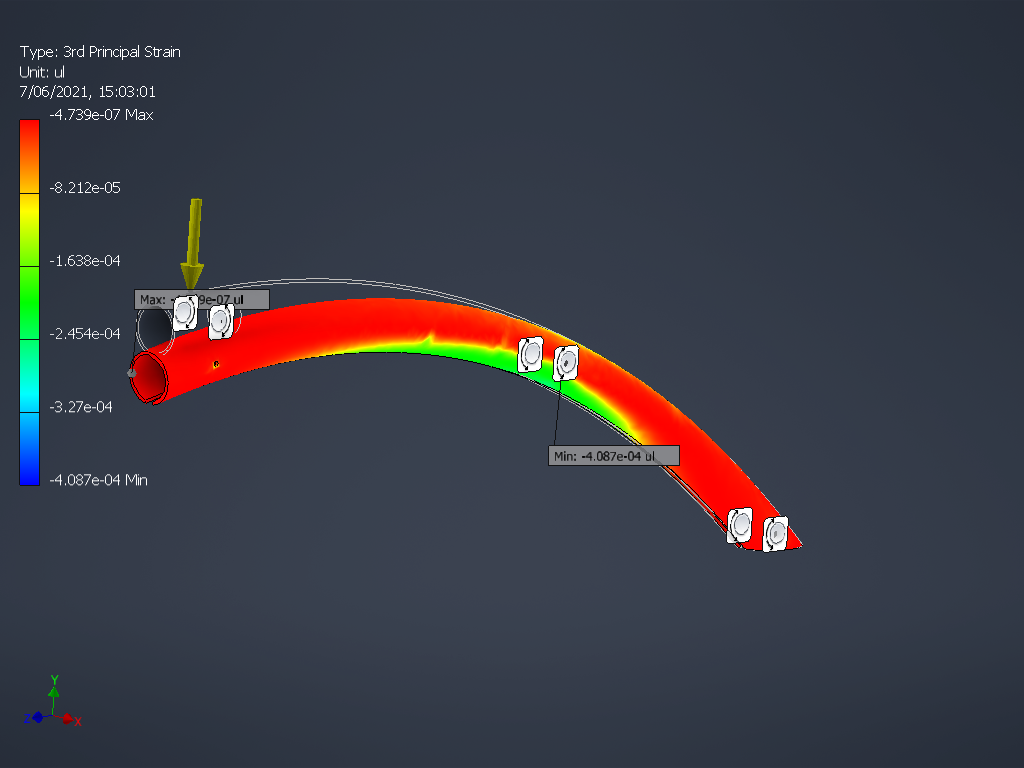 Type: 3rd Principal Strain
Unit: ul
7/06/2021, 15:03:01
-4.739e-07 Max
-8.212e-05
-1.638e-04
-2.454e-04
-3.27e-04
-4.087e-04 Min
Max: -
9e-07 ul
Min: -4.087e-04 ul
Y
Z
X